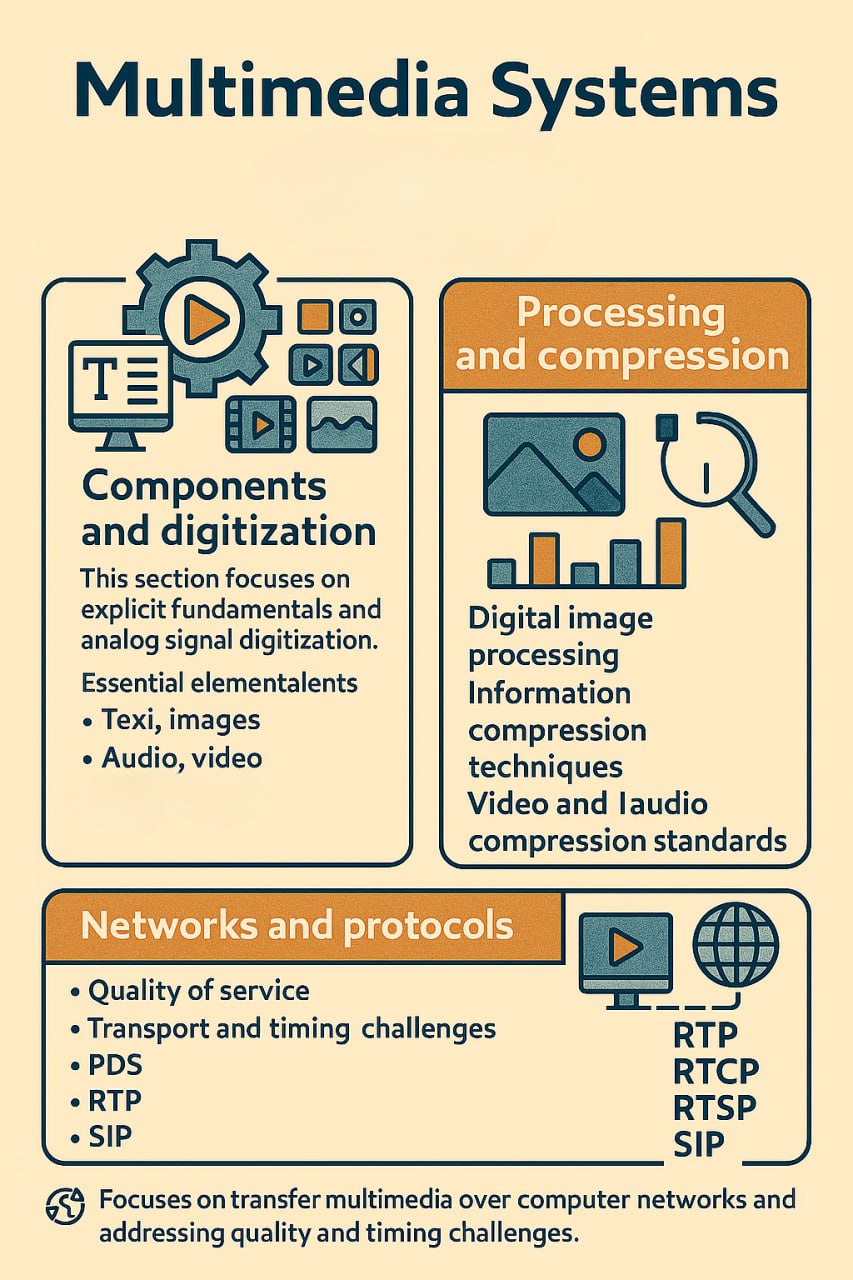 Multimedia Systems
T
Components
and digitization
This section focuses on
explicit fundamentals and
analog signal digitization.
Essential elementalents
• Texi, images
• Audio, video
Processing
and compression
Digital image
processing
Information
compression
techniques
Video and Iaudio
compression standards
Networks and protocols
• Quality of service
• Transport and timing challenges
• PDS
• RTP
• SIP
RTP
RTCP
RTSP
SIP
Focuses on transfer multimedia over computer networks and
addressing quality and timing challenges.